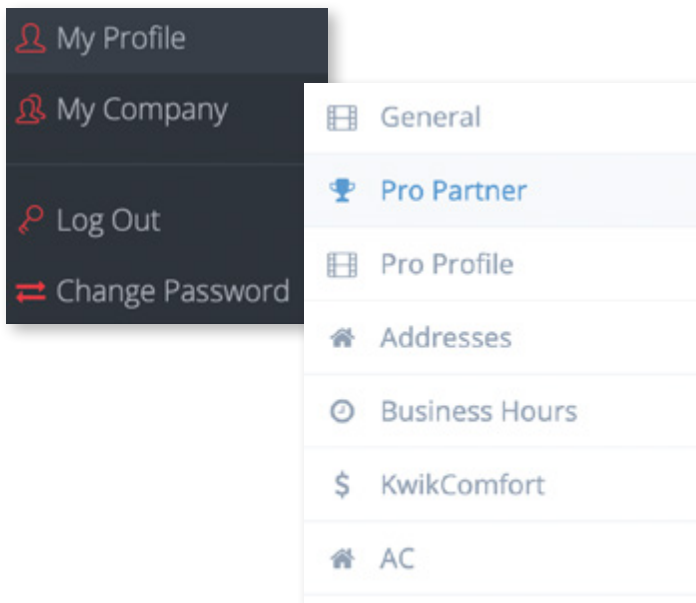 My Profile
My Company
Log Out
Change Password
General
Pro Partner
Pro Profile
Addresses
Business Hours
KwikComfort
AC